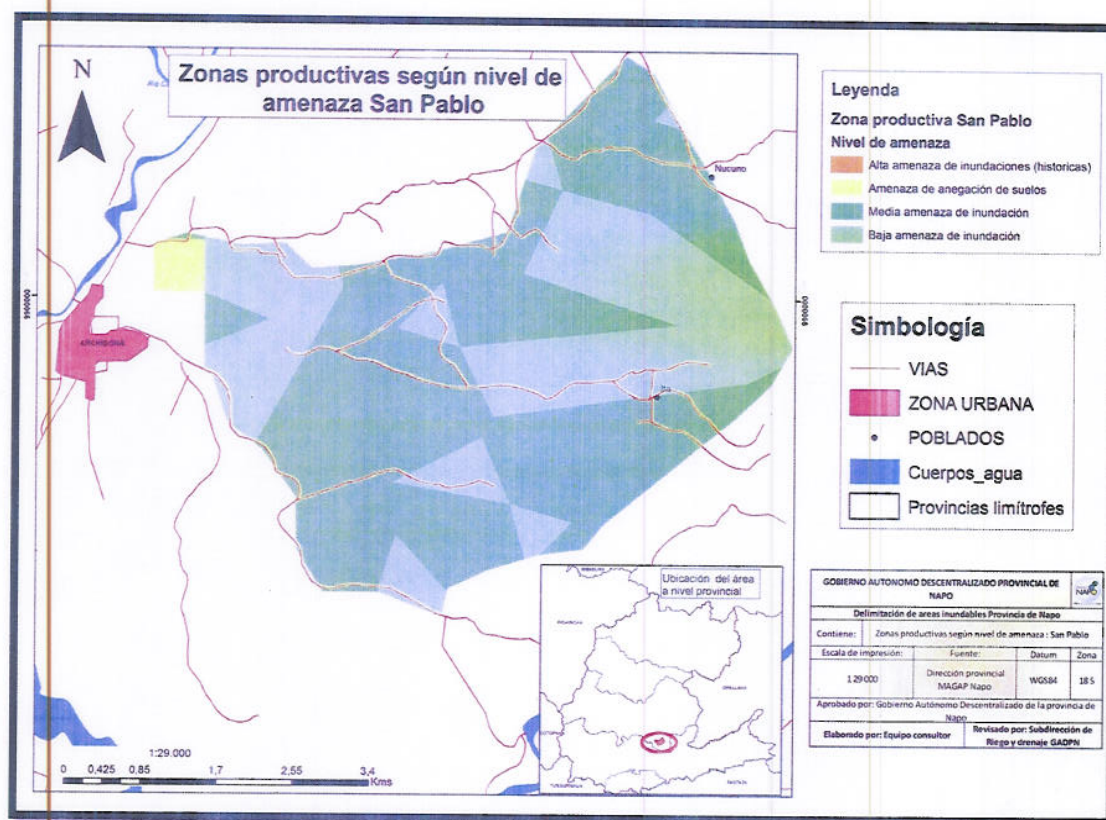 N
Zonas productivas según nivel de
amenaza San Pablo
Nucuno
9900000
9900000
ARCHIDONA
Ita
Leyenda
Zona productiva San Pablo
Nivel de amenaza
Alta amenaza de inundaciones (historicas)
Amenaza de anegación de suelos
Media amenaza de inundación
Baja amenaza de inundación
Simbología
VIAS
ZONA URBANA
POBLADOS
Cuerpos_agua
Provincias limítrofes
Ubicación del área
a nivel provincial
1:29.000
0 0,425 0,85 1,7 2,55 3,4
Kms
GOBIERNO AUTONOMO DESCENTRALIZADO PROVINCIAL DE
NAPO
NAPO
Delimitación de areas inundables Provincia de Napo
Contiene: Zonas productivas según nivel de amenaza : San Pablo
Escala de impresión: Fuente: Datum Zona
1 29 000 Dirección provincial MAGAP Napo WGS84 18 S
Aprobado por: Gobierno Autónomo Descentralizado de la provincia de
Napo
Elaborado por: Equipo consultor Revisado por: Subdirección de
Riego y drenaje GADPN